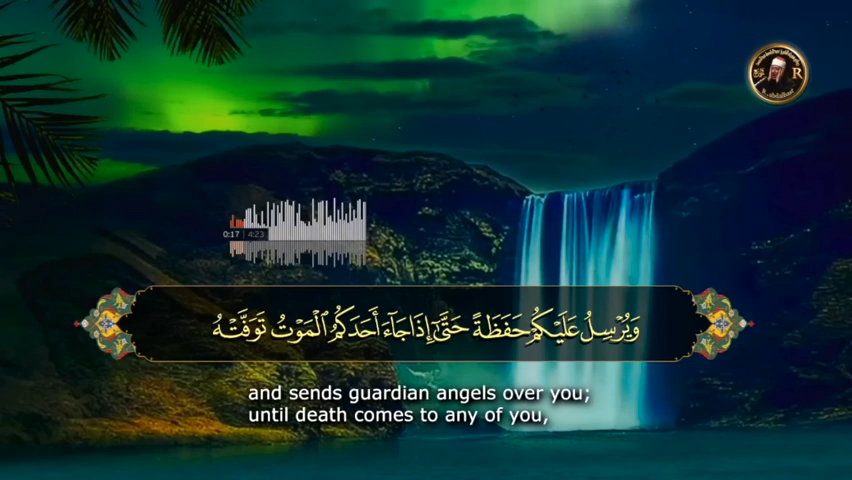 R
0:17 | 4:23
وَيُرْسِلُ عَلَيْكُمْ حَفَظَةً حَتَّىٰٓ إِذَا جَآءَ أَحَدَكُمُ ٱلْمَوْتُ تَوَفَّتْهُ
and sends guardian angels over you;
until death comes to any of you,